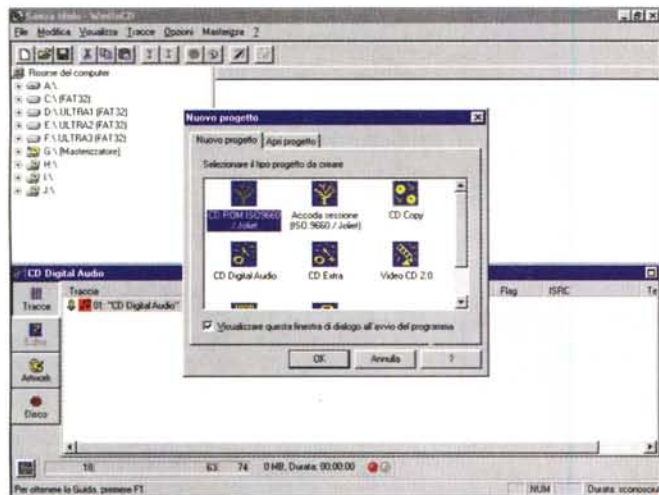 Senza titolo - WinOnCD
File Modifica Visualizza Tracce Opzioni Masterizza ?
Risorse del computer
A:\
C:\ (FAT32)
D:\ ULTRA1 (FAT32)
E:\ ULTRA2 (FAT32)
F:\ ULTRA3 (FAT32)
G:\ (Masterizzatore)
H:\
I:\
J:\
Nuovo progetto
Nuovo progetto Apri progetto
Selezionare il tipo progetto da creare
CD-ROM ISO9660 / Joliet
Accoda sessione (ISO 9660 / Joliet)
CD Copy
CD Digital Audio
CD Extra
Video CD 2.0
Visualizzare questa finestra di dialogo all'avvio del programma
OK Annulla ?
CD Digital Audio
Traccia Flag ISRC Te
Tracce
01: "CD Digital Audio"
Extra
Artwork
Disco
18; 63; 74 0 MB, Durata: 00:00:00
Per ottenere la Guida, premere F1. NUM Durata: sconosciu